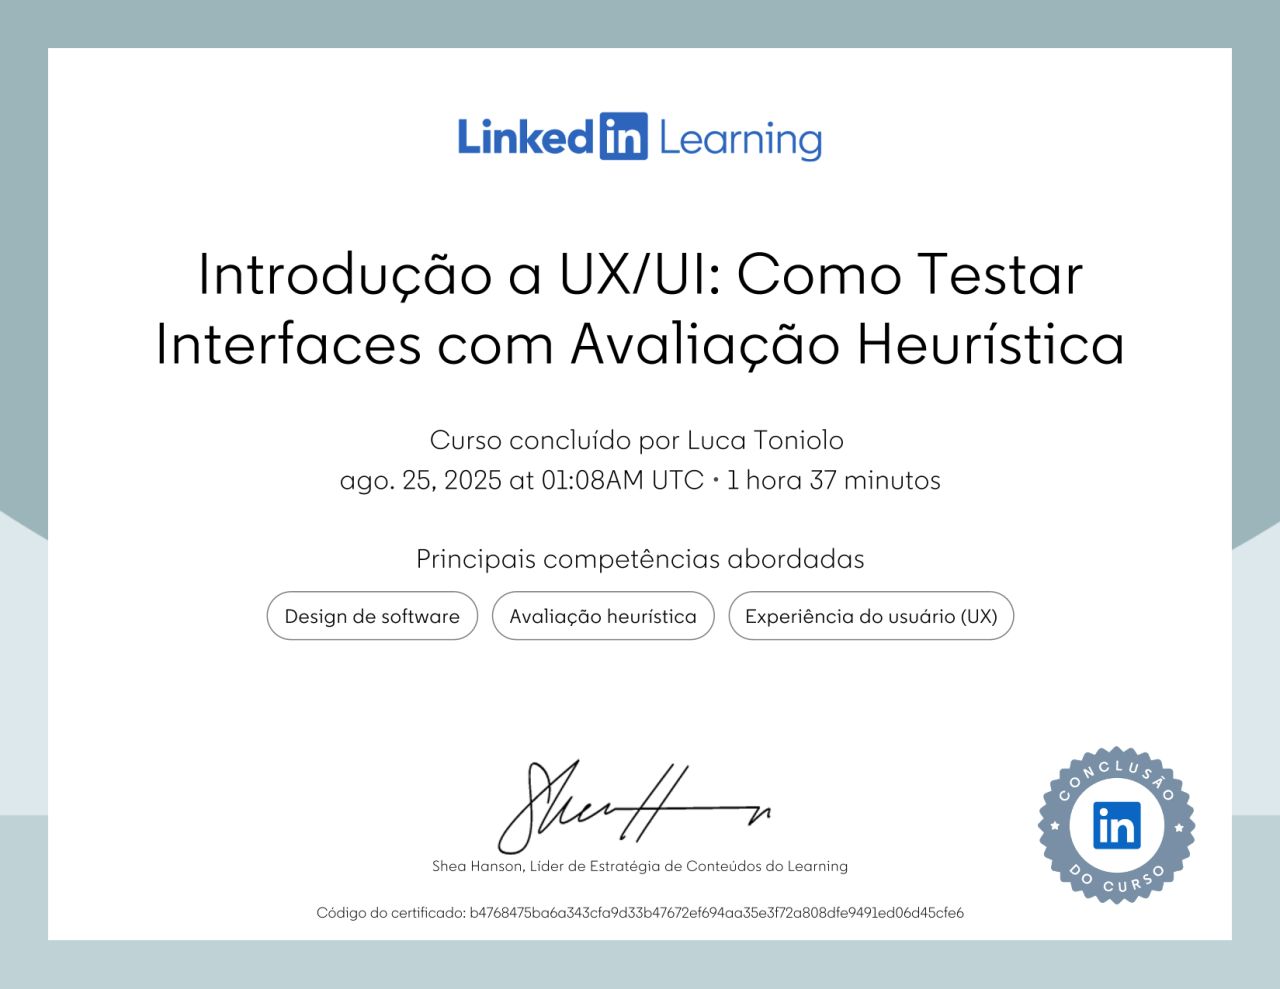 LinkedIn Learning
Introdução a UX/UI: Como Testar
Interfaces com Avaliação Heurística
Curso concluído por Luca Toniolo
ago. 25, 2025 at 01:08AM UTC • 1 hora 37 minutos
Principais competências abordadas
Design de software
Avaliação heurística
Experiência do usuário (UX)
Shea Hanson, Líder de Estratégia de Conteúdos do Learning
CONCLUSÃO
in
DO CURSO
Código do certificado: b4768475ba6a343cfa9d33b47672ef694aa35e3f72a808dfe9491ed06d45cfe6